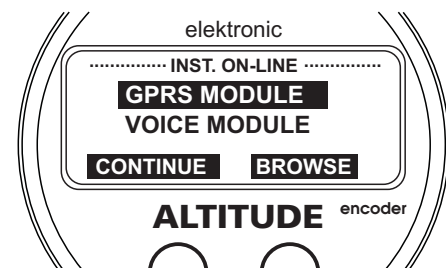 elektronic
............... INST. ON-LINE ...............
GPRS MODULE
VOICE MODULE
CONTINUE BROWSE
ALTITUDE encoder